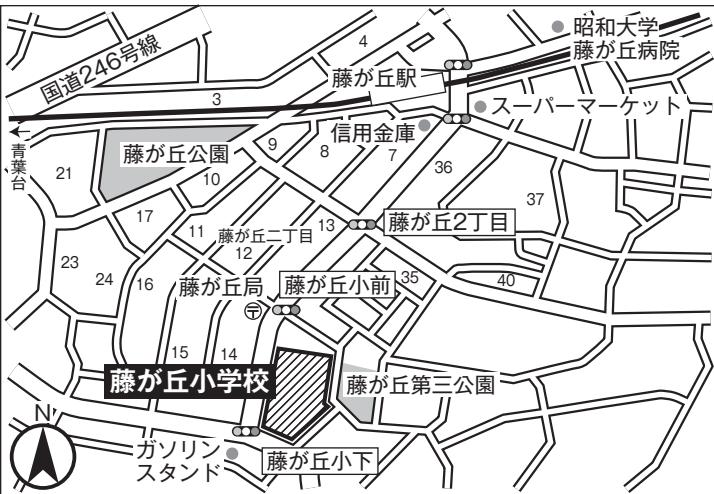 昭和大学
藤が丘病院
国道246号線
4
藤が丘駅
3
スーパーマーケット
信用金庫
←
青葉台
藤が丘公園
9
8
7
36
21
10
37
17
11
藤が丘二丁目
13
藤が丘2丁目
12
23
24
16
藤が丘局
藤が丘小前
35
40
〒
15
14
藤が丘小学校
藤が丘第三公園
N
ガソリン
スタンド
藤が丘小下